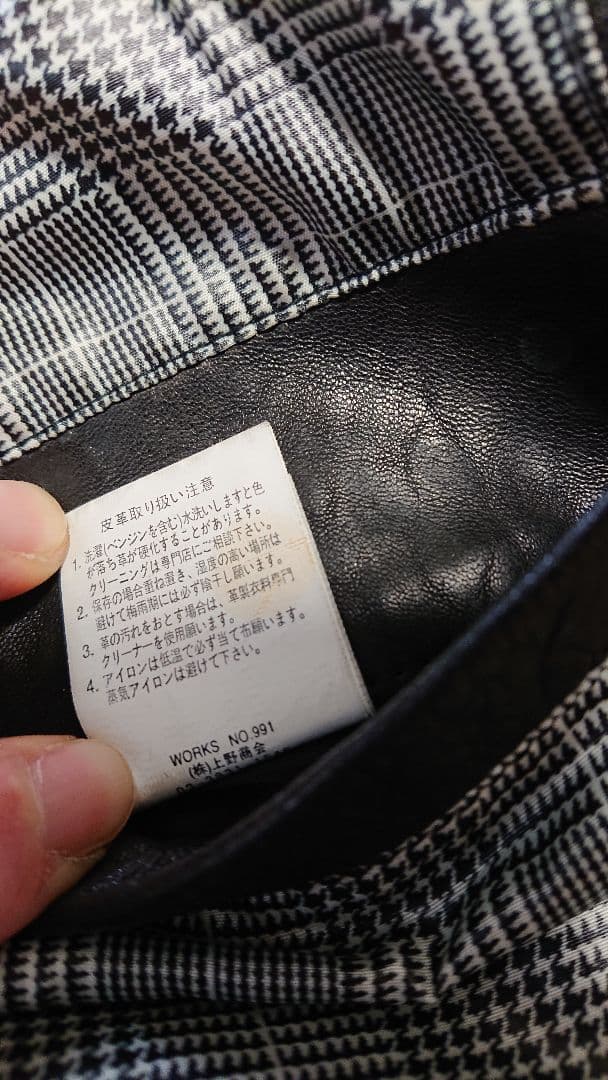 皮革取り扱い注意
1. 洗濯(ベンジンを含む)水洗いしますと色
が落ち革が硬化することがあります。
クリーニングは専門店にご相談下さい。
2. 保存の場合重ね置き、湿度の高い場所は
避けて梅雨期には必ず陰干し願います。
3. 革の汚れをおとす場合は、革製衣料専門
クリーナーを使用願います。
4. アイロンは低温で必ず当て布願います。
蒸気アイロンは避けて下さい。
WORKS NO.991
(株)上野商会